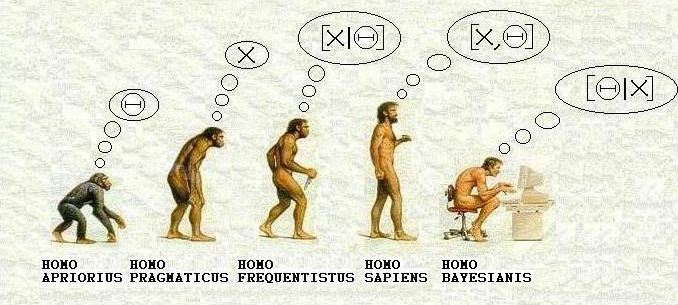 Θ
X
[X|Θ]
[X,Θ]
[Θ|X]
HOMO APRIORIUS
HOMO PRAGMATICUS
HOMO FREQUENTISTUS
HOMO SAPIENS
HOMO BAYESIANIS